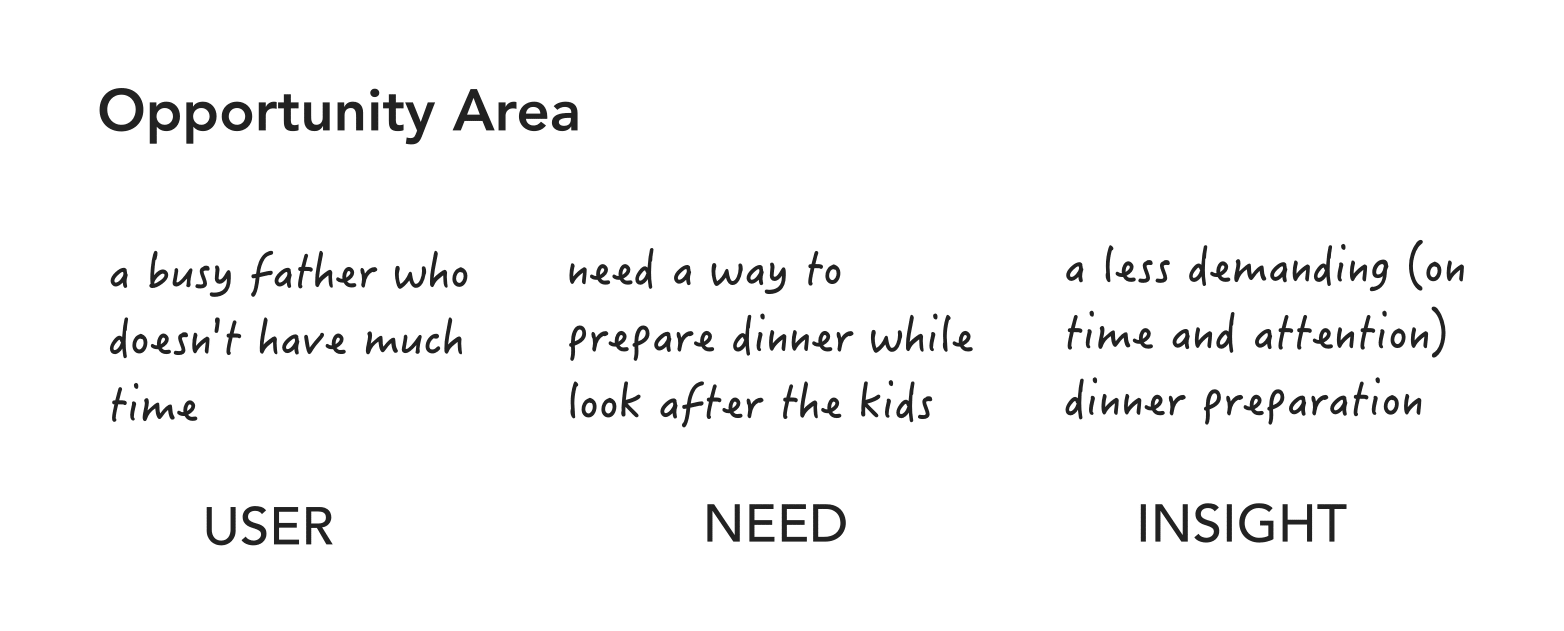 Opportunity Area
a busy father who
doesn't have much
time
USER
need a way to
prepare dinner while
look after the kids
NEED
a less demanding (on
time and attention)
dinner preparation
INSIGHT